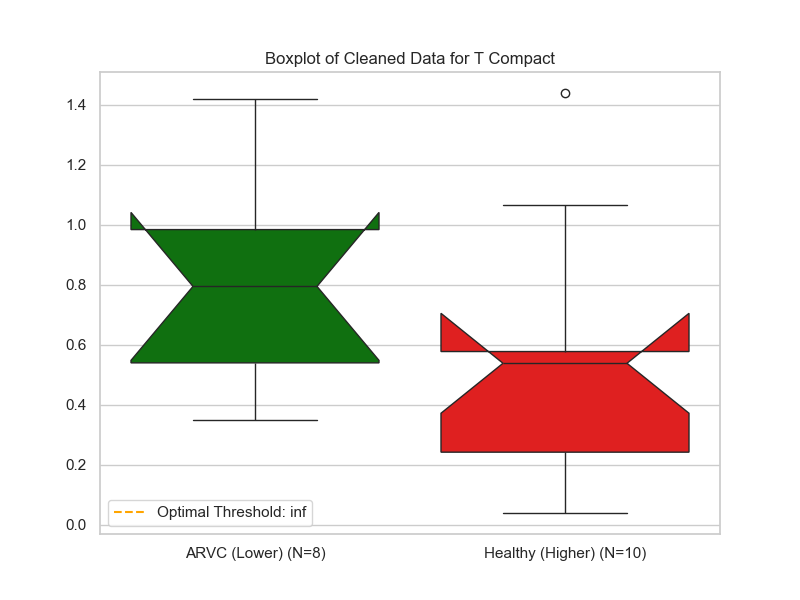 Boxplot of Cleaned Data for T Compact
1.4
1.2
1.0
0.8
0.6
0.4
0.2
0.0
Optimal Threshold: inf
ARVC (Lower) (N=8)
Healthy (Higher) (N=10)